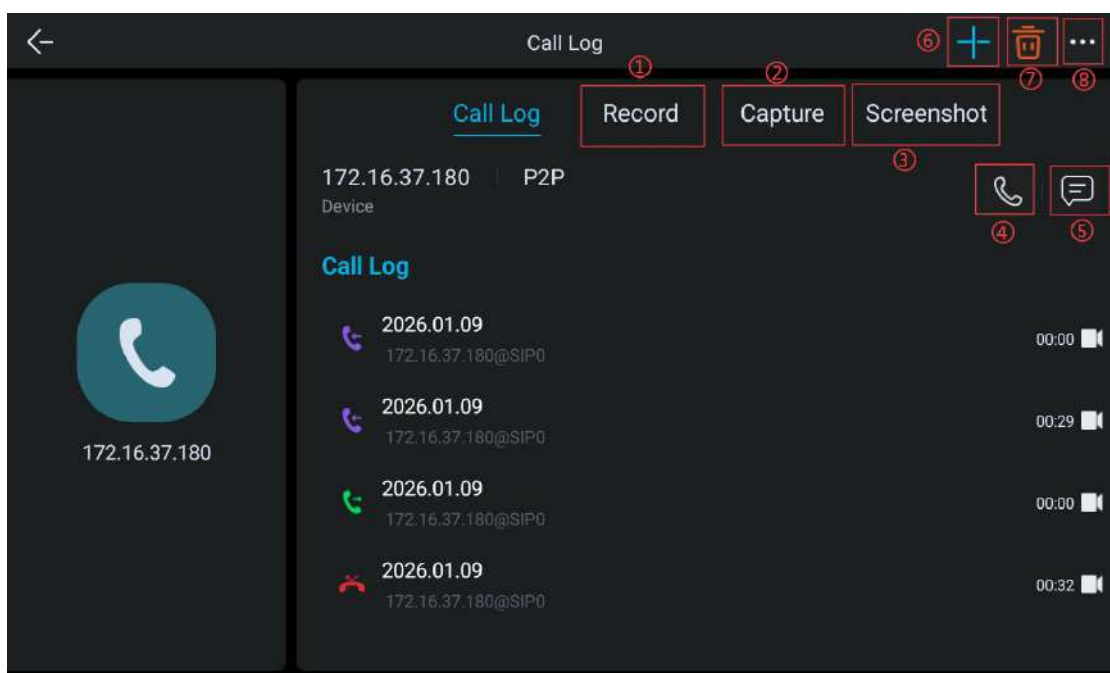 Call Log
⑥
⑦
⑧
①
②
Call Log Record Capture Screenshot
③
172.16.37.180 P2P
Device
④
⑤
Call Log
2026.01.09
172.16.37.180@SIP0
00:00
2026.01.09
172.16.37.180@SIP0
00:29
2026.01.09
172.16.37.180@SIP0
00:00
2026.01.09
172.16.37.180@SIP0
00:32
172.16.37.180